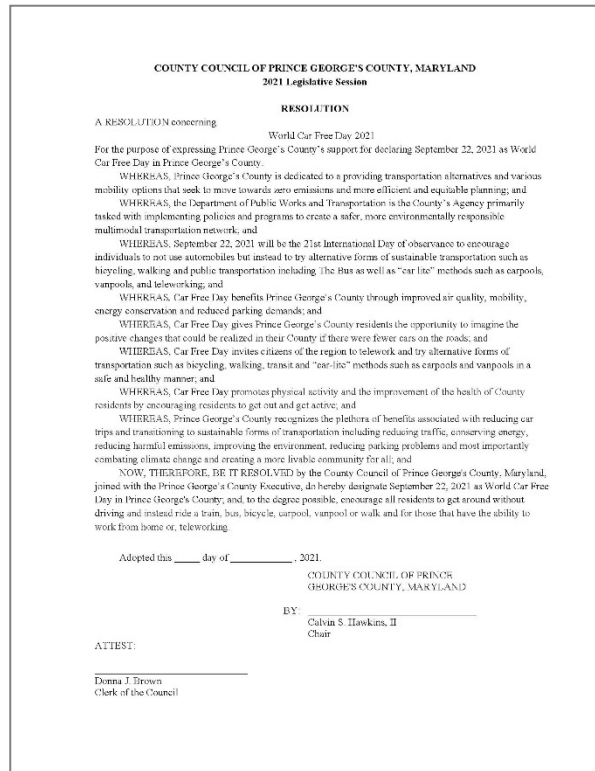 COUNTY COUNCIL OF PRINCE GEORGE'S COUNTY, MARYLAND
2021 Legislative Session
RESOLUTION
A RESOLUTION concerning
World Car Free Day 2021
For the purpose of expressing Prince George's County's support for declaring September 22, 2021 as World
Car Free Day in Prince George's County.
WHEREAS, Prince George's County is dedicated to a providing transportation alternatives and various
mobility options that seek to move towards zero emissions and more efficient and equitable planning; and
WHEREAS, the Department of Public Works and Transportation is the County's Agency primarily
tasked with implementing policies and programs to create a safer, more environmentally responsible
multimodal transportation network; and
WHEREAS, September 22, 2021 will be the 21st International Day of observance to encourage
individuals to not use automobiles but instead to try alternative forms of sustainable transportation such as
bicycling, walking and public transportation including The Bus as well as "car lite" methods such as carpools,
vanpools, and teleworking; and
WHEREAS, Car Free Day benefits Prince George's County through improved air quality, mobility,
energy conservation and reduced parking demands; and
WHEREAS, Car Free Day gives Prince George's County residents the opportunity to imagine the
positive changes that could be realized in their County if there were fewer cars on the roads; and
WHEREAS, Car Free Day invites citizens of the region to telework and try alternative forms of
transportation such as bicycling, walking, transit and "car-lite" methods such as carpools and vanpools in a
safe and healthy manner; and
WHEREAS, Car Free Day promotes physical activity and the improvement of the health of County
residents by encouraging residents to get out and get active; and
WHEREAS, Prince George's County recognizes the plethora of benefits associated with reducing car
trips and transitioning to sustainable forms of transportation including reducing traffic, conserving energy,
reducing harmful emissions, improving the environment, reducing parking problems and most importantly
combating climate change and creating a more livable community for all; and
NOW, THEREFORE, BE IT RESOLVED by the County Council of Prince George's County, Maryland,
joined with the Prince George's County Executive, do hereby designate September 22, 2021 as World Car Free
Day in Prince George's County; and, to the degree possible, encourage all residents to get around without
driving and instead ride a train, bus, bicycle, carpool, vanpool or walk and for those that have the ability to
work from home or, teleworking.
Adopted this _____ day of ____________, 2021.
COUNTY COUNCIL OF PRINCE
GEORGE'S COUNTY, MARYLAND
BY: ________________________________
Calvin S. Hawkins, II
Chair
ATTEST:
Donna J. Brown
Clerk of the Council